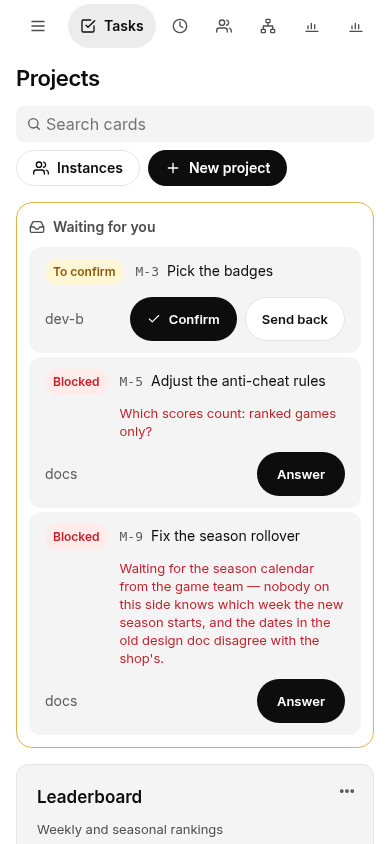 Tasks
Projects
Search cards
Instances
New project
Waiting for you
To confirm M-3 Pick the badges
dev-b Confirm Send back
Blocked M-5 Adjust the anti-cheat rules
Which scores count: ranked games
only?
docs Answer
Blocked M-9 Fix the season rollover
Waiting for the season calendar
from the game team — nobody on
this side knows which week the new
season starts, and the dates in the
old design doc disagree with the
shop's.
docs Answer
Leaderboard
Weekly and seasonal rankings